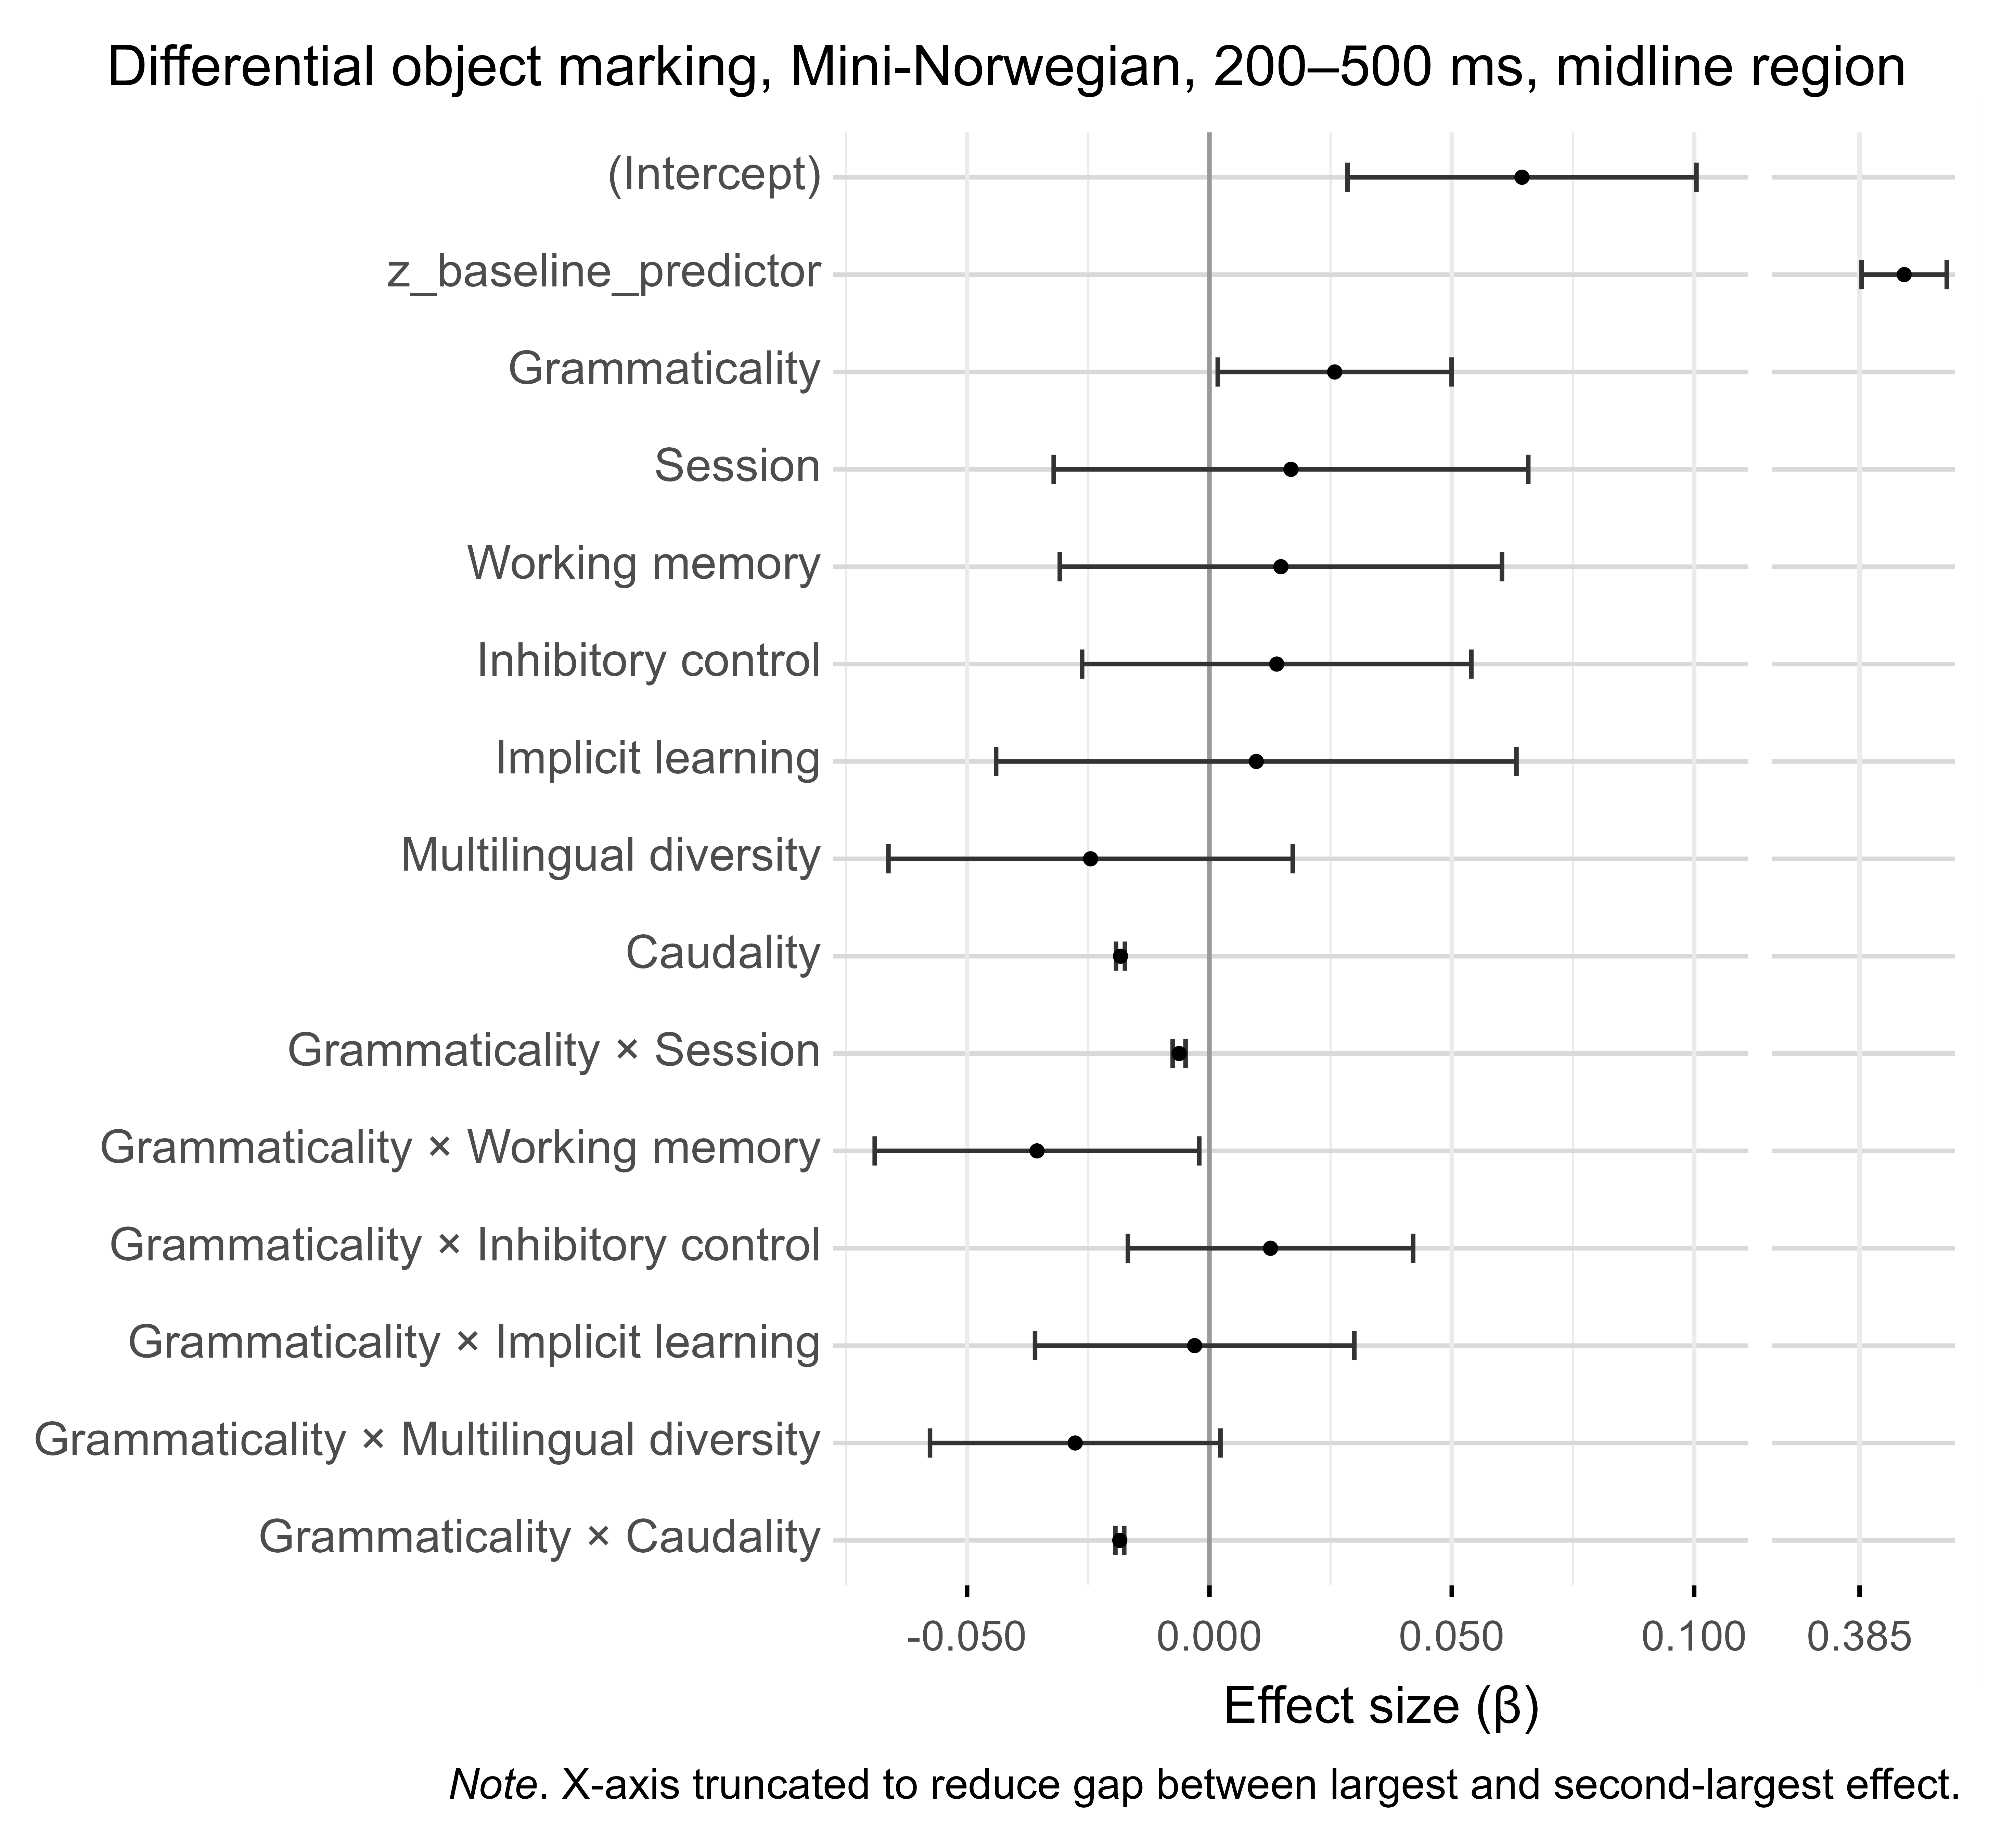 Differential object marking, Mini-Norwegian, 200–500 ms, midline region
(Intercept)
z_baseline_predictor
Grammaticality
Session
Working memory
Inhibitory control
Implicit learning
Multilingual diversity
Caudality
Grammaticality × Session
Grammaticality × Working memory
Grammaticality × Inhibitory control
Grammaticality × Implicit learning
Grammaticality × Multilingual diversity
Grammaticality × Caudality
-0.050 0.000 0.050 0.100 0.385
Effect size (β)
Note. X-axis truncated to reduce gap between largest and second-largest effect.